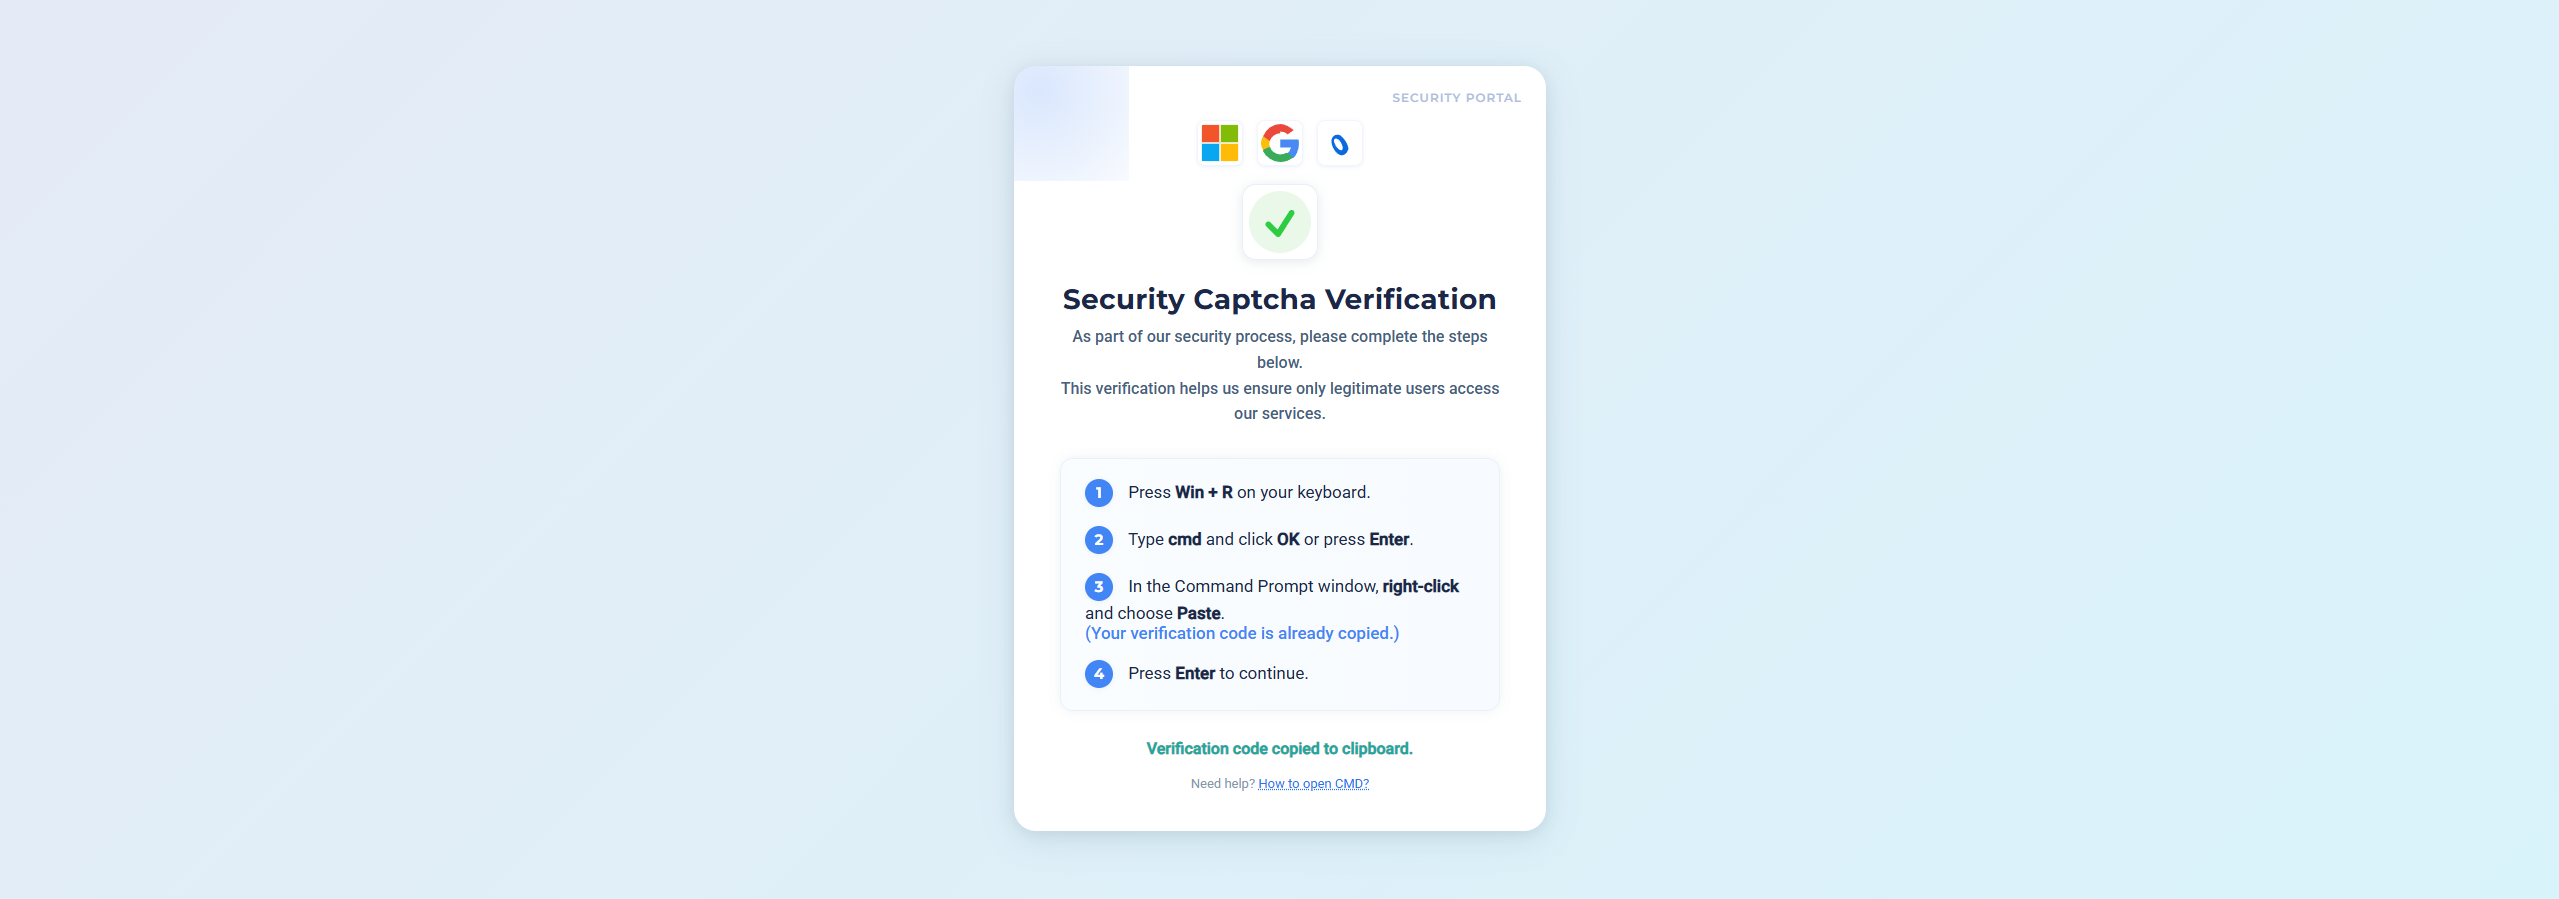 SECURITY PORTAL
Security Captcha Verification
As part of our security process, please complete the steps
below.
This verification helps us ensure only legitimate users access
our services.
1 Press Win + R on your keyboard.
2 Type cmd and click OK or press Enter.
3 In the Command Prompt window, right-click
and choose Paste.
(Your verification code is already copied.)
4 Press Enter to continue.
Verification code copied to clipboard.
Need help? How to open CMD?